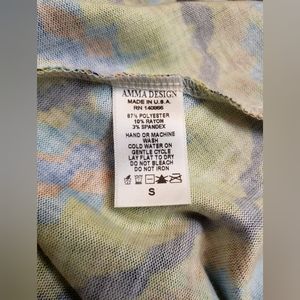 AMMA DESIGN
MADE IN U.S.A.
RN 140866
87% POLYESTER
10% RAYON
3% SPANDEX
HAND OR MACHINE
WASH
COLD WATER ON
GENTLE CYCLE
LAY FLAT TO DRY
DO NOT BLEACH
DO NOT IRON
S